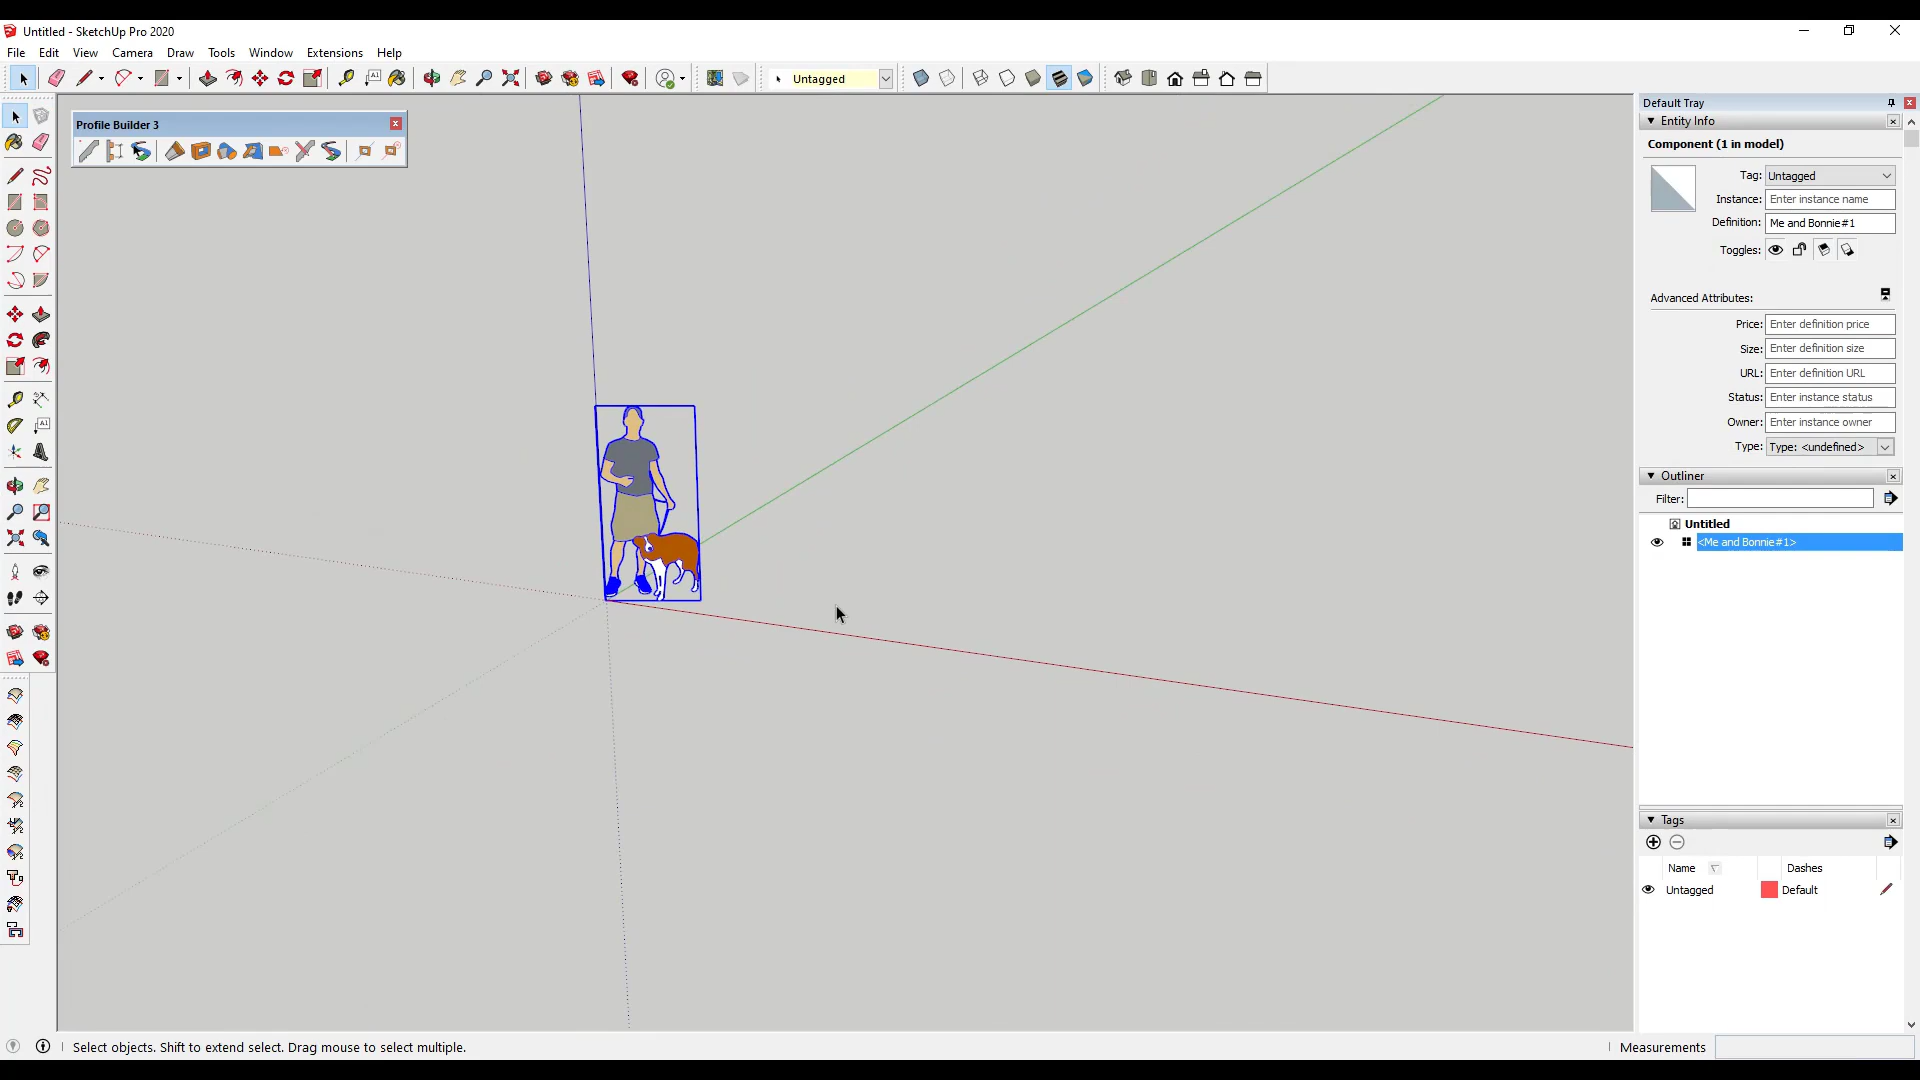 Untitled - SketchUp Pro 2020
File Edit View Camera Draw Tools Window Extensions Help
A1
Untagged
Profile Builder 3
Default Tray
Entity Info
Component (1 in model)
Tag: Untagged
Instance: Enter instance name
Definition: Me and Bonnie#1
Toggles:
Advanced Attributes:
Price: Enter definition price
Size: Enter definition size
URL: Enter definition URL
Status: Enter instance status
Owner: Enter instance owner
Type: Type: <undefined>
A1
Outliner
Filter:
Untitled
<Me and Bonnie#1>
Tags
Name Dashes
Untagged Default
Select objects. Shift to extend select. Drag mouse to select multiple.
Measurements